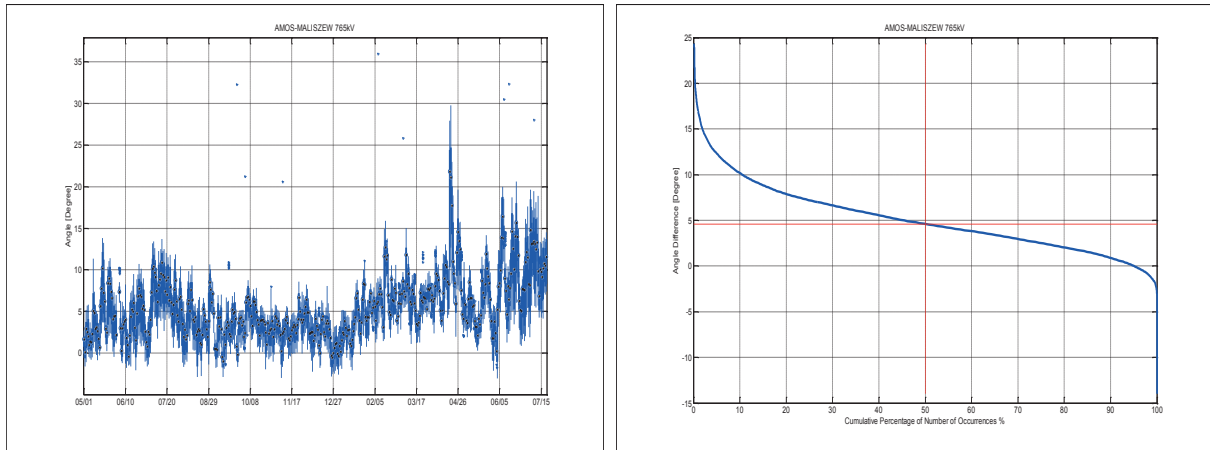 AMOS-MALISZEW 765kV
Angle [Degree]
35
30
25
20
15
10
5
0
05/01 06/10 07/20 08/29 10/08 11/17 12/27 02/05 03/17 04/26 06/05 07/15
AMOS-MALISZEW 765kV
Angle Difference [Degree]
25
20
15
10
5
0
-5
-10
-15
0 10 20 30 40 50 60 70 80 90 100
Cumulative Percentage of Number of Occurrences %